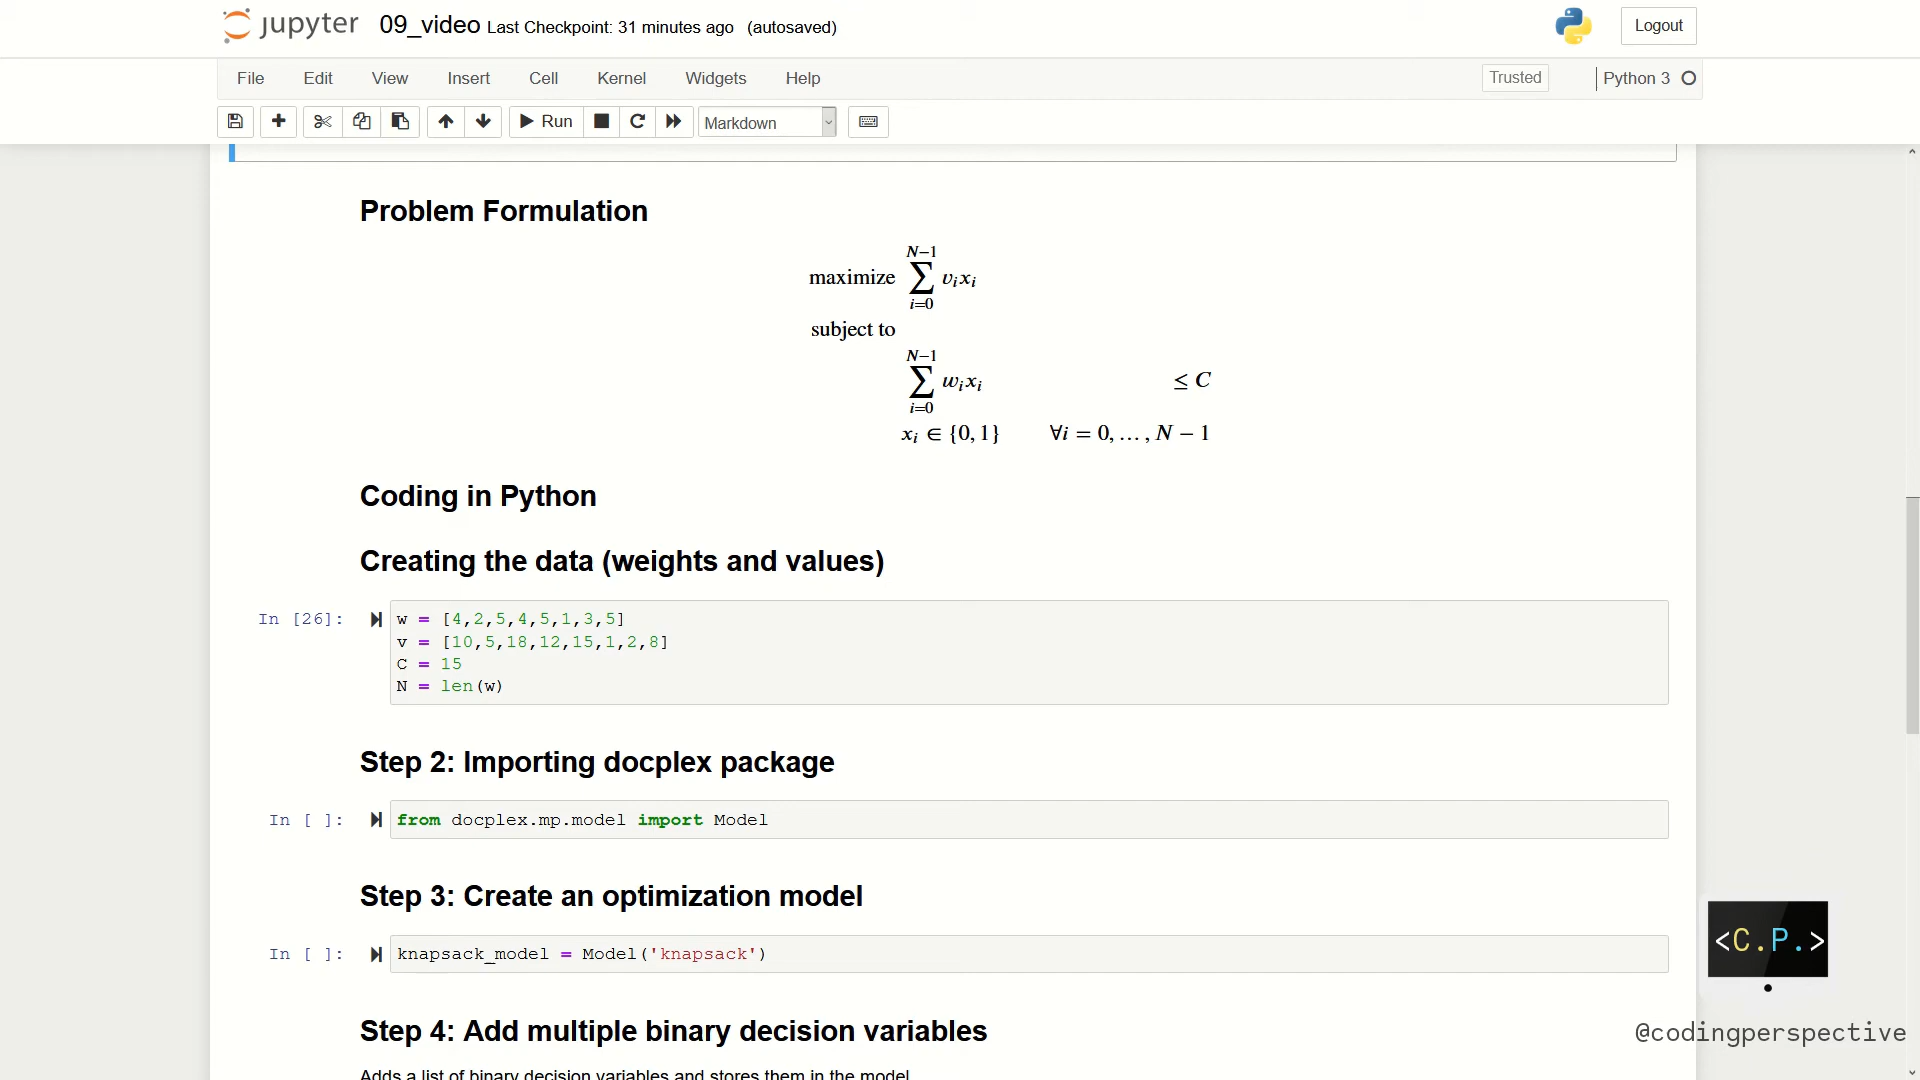 jupyter 09_video Last Checkpoint: 31 minutes ago (autosaved) Logout
File Edit View Insert Cell Kernel Widgets Help Trusted Python 3
Run Markdown
Problem Formulation
maximize ∑_{i=0}^{N−1} v_i x_i
subject to
∑_{i=0}^{N−1} w_i x_i ≤ C
x_i ∈ {0, 1} ∀i = 0, … , N − 1
Coding in Python
Creating the data (weights and values)
In [26]: w = [4,2,5,4,5,1,3,5]
v = [10,5,18,12,15,1,2,8]
C = 15
N = len(w)
Step 2: Importing docplex package
In [ ]: from docplex.mp.model import Model
Step 3: Create an optimization model
In [ ]: knapsack_model = Model('knapsack')
<C.P.>
Step 4: Add multiple binary decision variables
@codingperspective
Adds a list of binary decision variables and stores them in the model.